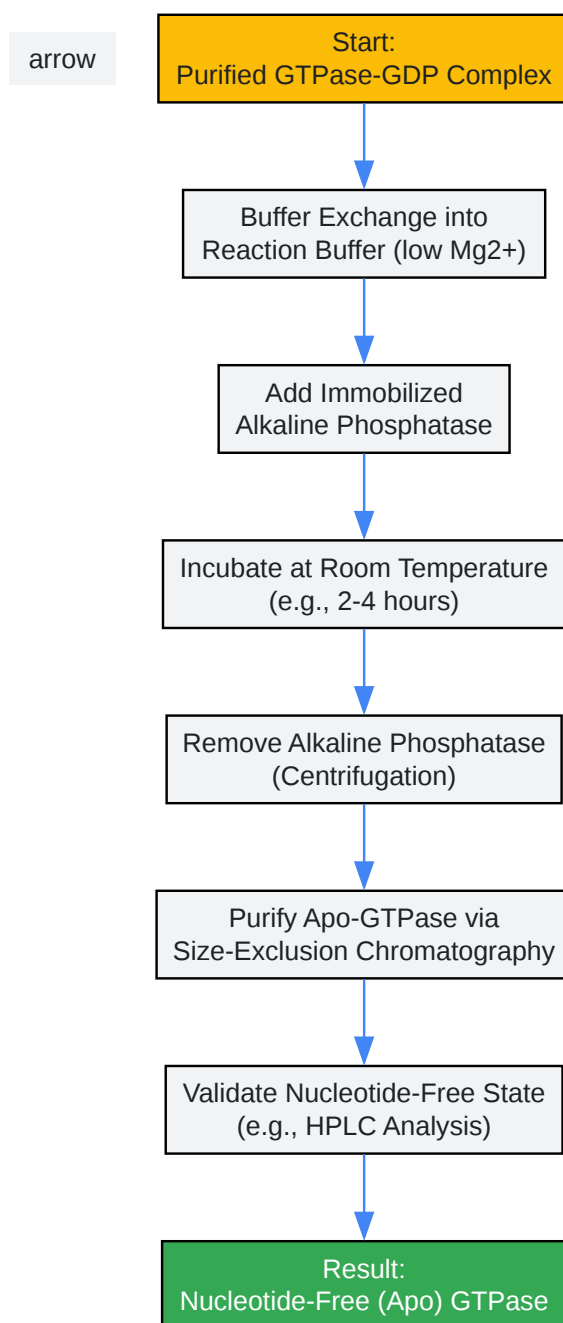 arrow
Start:
Purified GTPase-GDP Complex
Buffer Exchange into
Reaction Buffer (low Mg2+)
Add Immobilized
Alkaline Phosphatase
Incubate at Room Temperature
(e.g., 2-4 hours)
Remove Alkaline Phosphatase
(Centrifugation)
Purify Apo-GTPase via
Size-Exclusion Chromatography
Validate Nucleotide-Free State
(e.g., HPLC Analysis)
Result:
Nucleotide-Free (Apo) GTPase